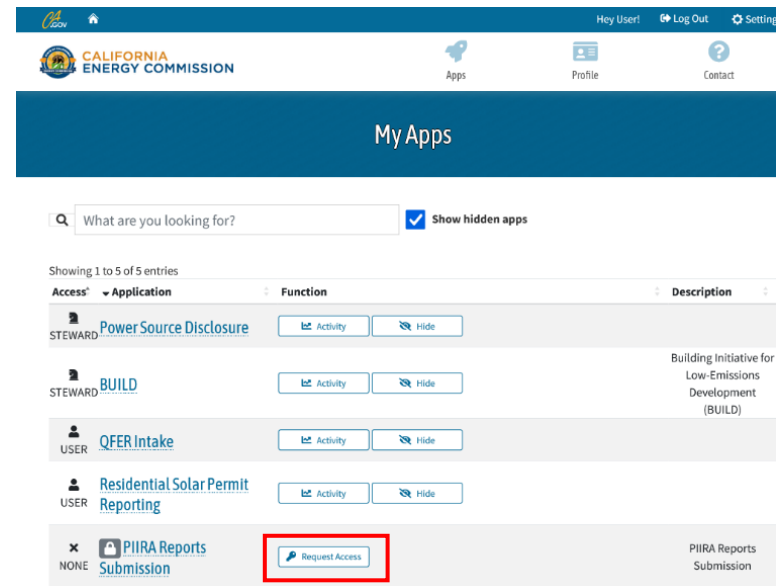 CA.GOV Hey User! Log Out Setting
CALIFORNIA
ENERGY COMMISSION
Apps Profile Contact
My Apps
What are you looking for? Show hidden apps
Showing 1 to 5 of 5 entries
Access Application Function Description
STEWARD Power Source Disclosure Activity Hide
STEWARD BUILD Activity Hide Building Initiative for
Low-Emissions
Development
(BUILD)
USER QFER Intake Activity Hide
USER Residential Solar Permit
Reporting Activity Hide
NONE PIIRA Reports
Submission Request Access PIIRA Reports
Submission